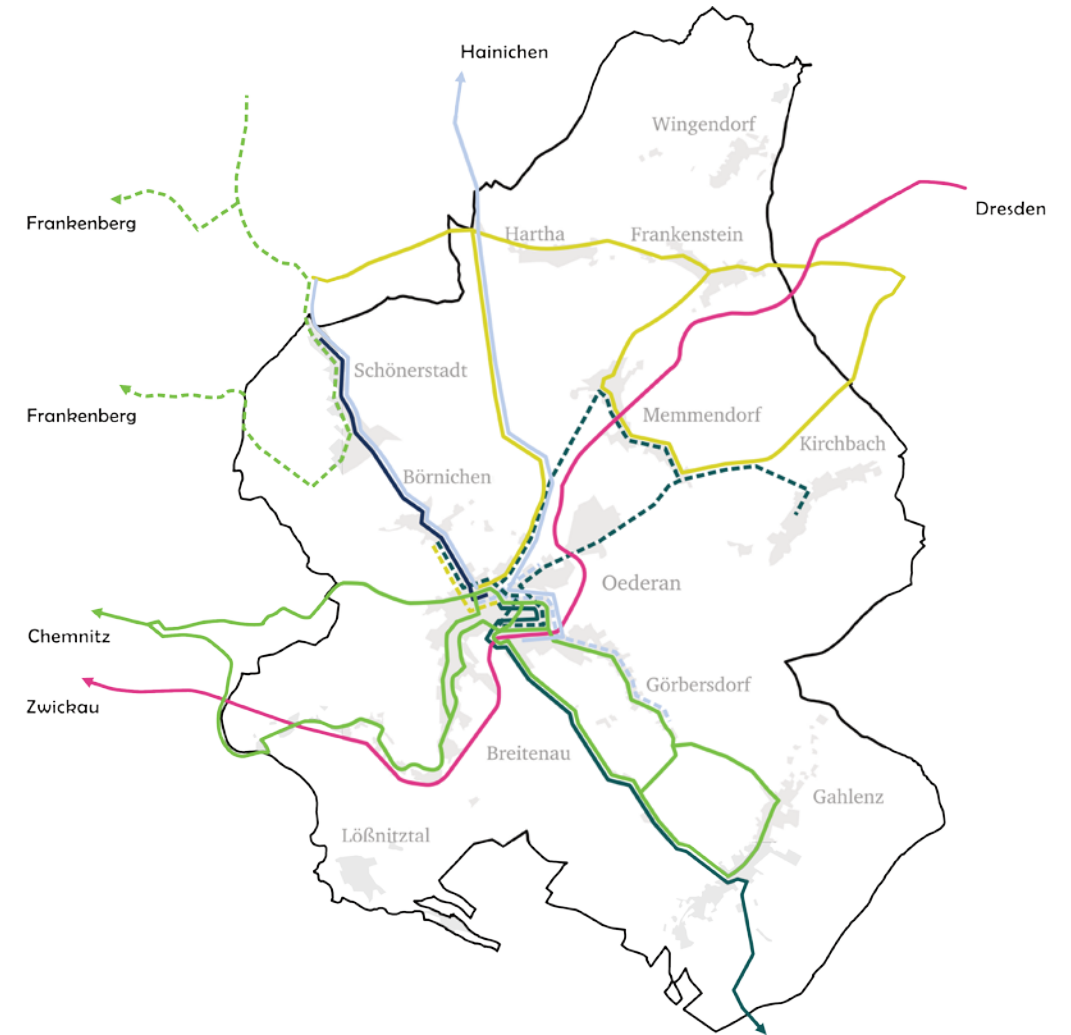 Hainichen
Wingendorf
Dresden
Frankenberg
Hartha
Frankenstein
Schönerstadt
Frankenberg
Memmendorf
Kirchbach
Börnichen
Oederan
Chemnitz
Görbersdorf
Zwickau
Breitenau
Gahlenz
Lößnitztal